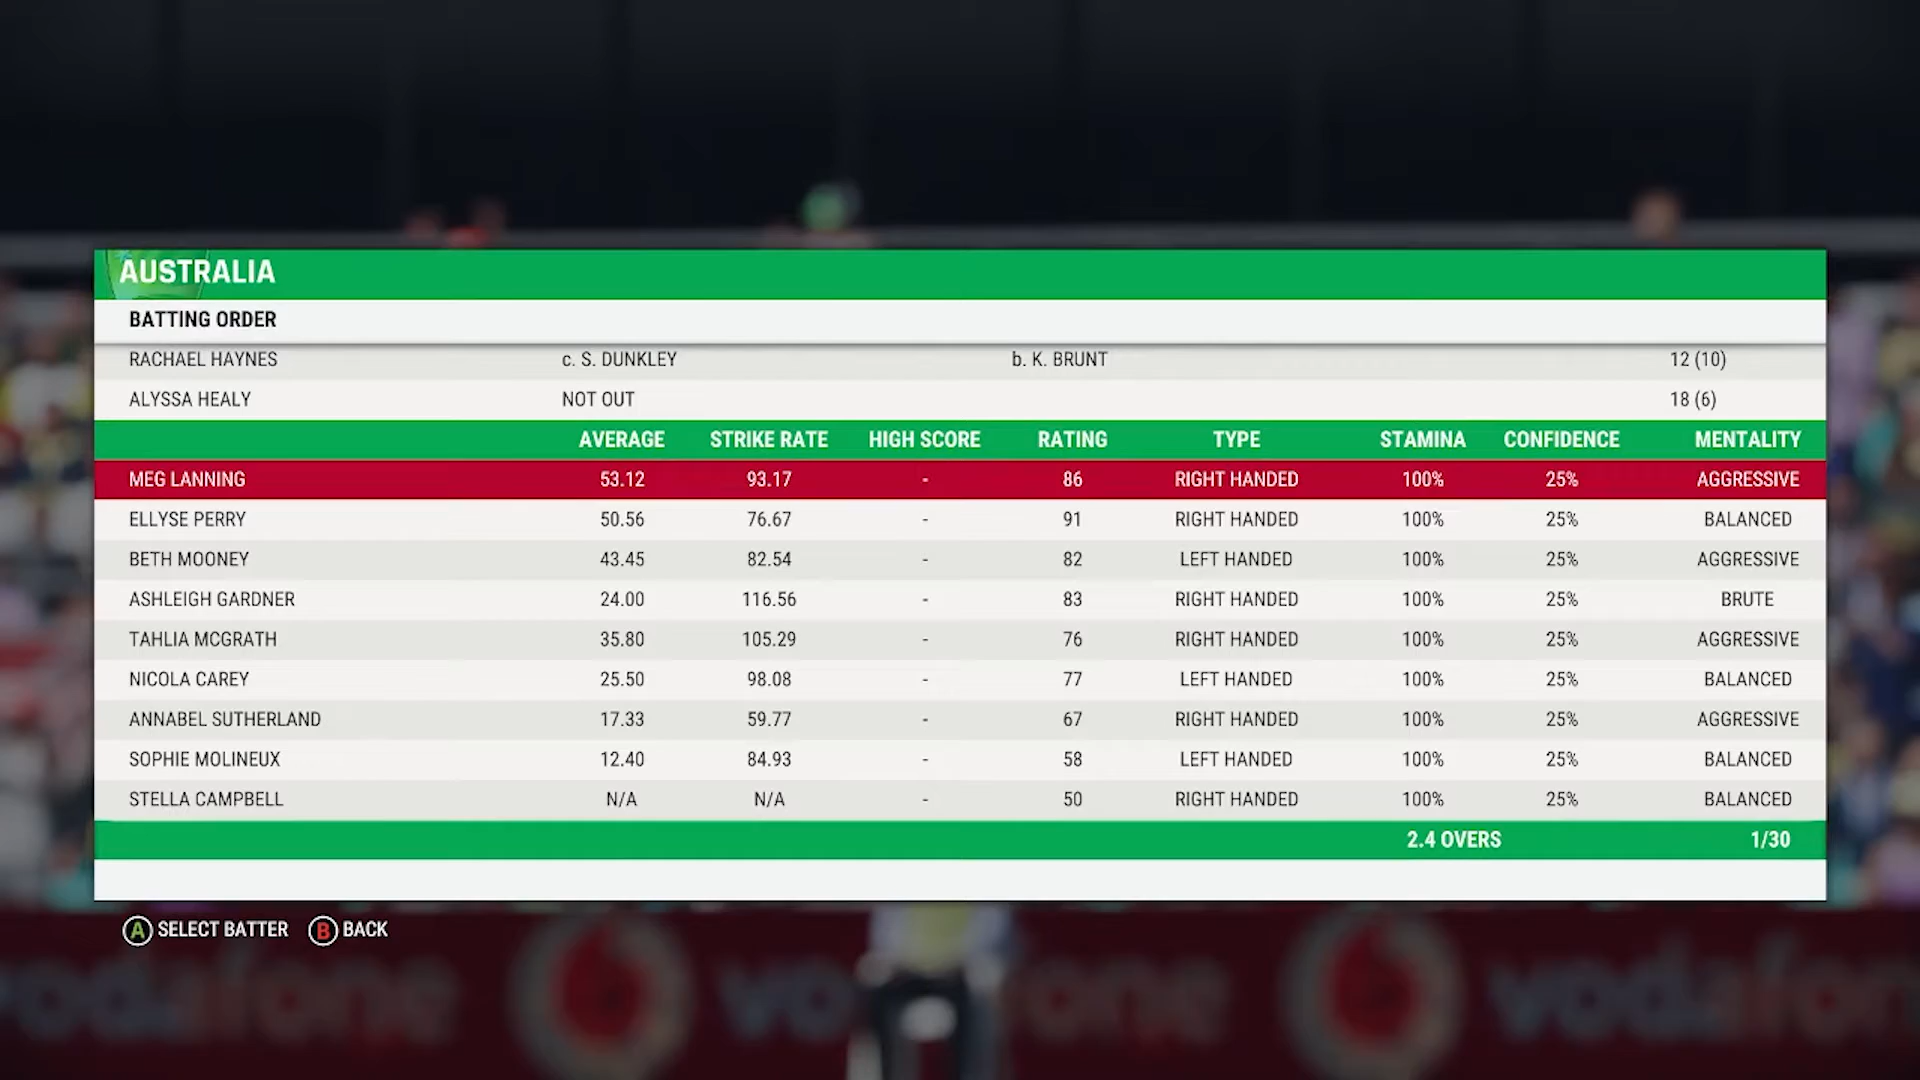 AUSTRALIA
BATTING ORDER
RACHAEL HAYNES c. S. DUNKLEY b. K. BRUNT 12 (10)
ALYSSA HEALY NOT OUT 18 (6)
AVERAGE STRIKE RATE HIGH SCORE RATING TYPE STAMINA CONFIDENCE MENTALITY
MEG LANNING 53.12 93.17 - 86 RIGHT HANDED 100% 25% AGGRESSIVE
ELLYSE PERRY 50.56 76.67 - 91 RIGHT HANDED 100% 25% BALANCED
BETH MOONEY 43.45 82.54 - 82 LEFT HANDED 100% 25% AGGRESSIVE
ASHLEIGH GARDNER 24.00 116.56 - 83 RIGHT HANDED 100% 25% BRUTE
TAHLIA MCGRATH 35.80 105.29 - 76 RIGHT HANDED 100% 25% AGGRESSIVE
NICOLA CAREY 25.50 98.08 - 77 LEFT HANDED 100% 25% BALANCED
ANNABEL SUTHERLAND 17.33 59.77 - 67 RIGHT HANDED 100% 25% AGGRESSIVE
SOPHIE MOLINEUX 12.40 84.93 - 58 LEFT HANDED 100% 25% BALANCED
STELLA CAMPBELL N/A N/A - 50 RIGHT HANDED 100% 25% BALANCED
2.4 OVERS 1/30
A SELECT BATTER B BACK
vodafone vodafone vodafone